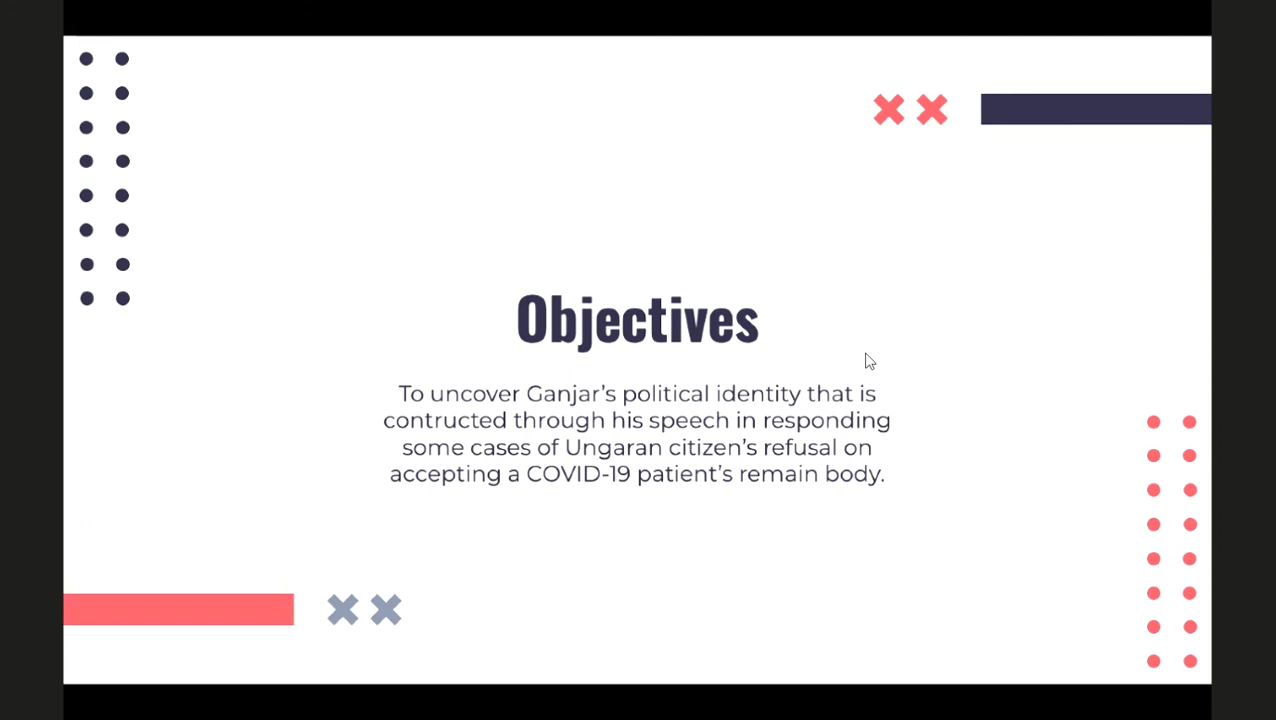 Objectives
To uncover Ganjar's political identity that is
contructed through his speech in responding
some cases of Ungaran citizen's refusal on
accepting a COVID-19 patient's remain body.